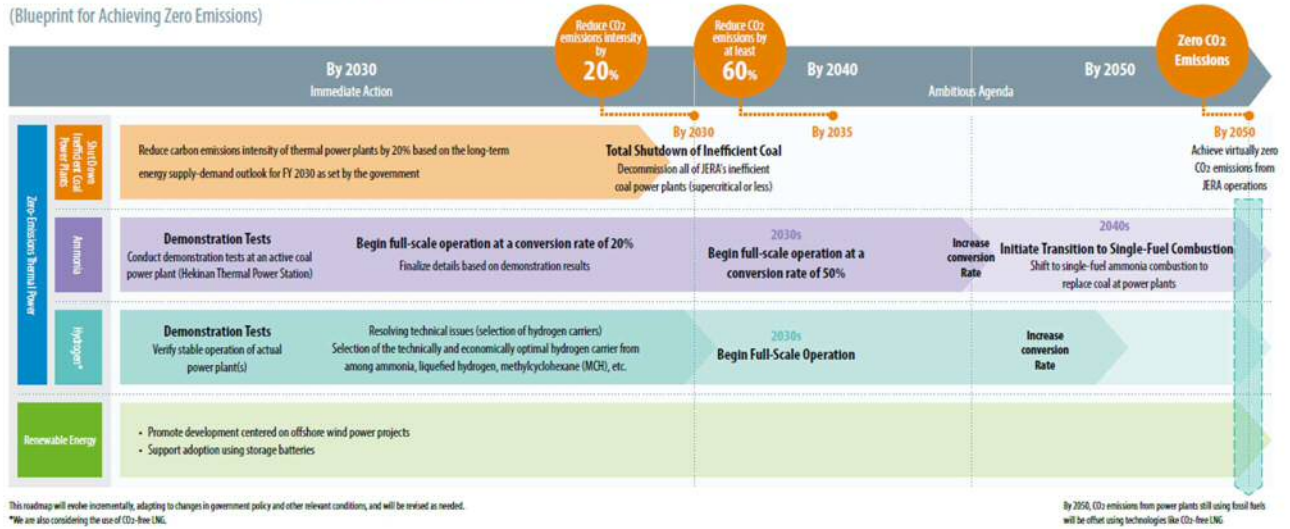 (Blueprint for Achieving Zero Emissions)
Reduce CO2
emissions intensity
by
20%
Reduce CO2
emissions by
at least
60%
Zero CO2
Emissions
By 2030
Immediate Action
By 2040
Ambitious Agenda
By 2050
By 2030
By 2035
By 2050
Zero-Emissions Thermal Power
ShutDown
Inefficient Coal
Power Plants
Reduce carbon emissions intensity of thermal power plants by 20% based on the long-term
energy supply-demand outlook for FY 2030 as set by the government
Total Shutdown of Inefficient Coal
Decommission all of JERA's inefficient
coal power plants (supercritical or less)
Achieve virtually zero
CO2 emissions from
JERA operations
Ammonia
Demonstration Tests
Conduct demonstration tests at an active coal
power plant (Hekinan Thermal Power Station)
Begin full-scale operation at a conversion rate of 20%
Finalize details based on demonstration results
2030s
Begin full-scale operation at a
conversion rate of 50%
Increase
conversion
Rate
2040s
Initiate Transition to Single-Fuel Combustion
Shift to single-fuel ammonia combustion to
replace coal at power plants
Hydrogen*
Demonstration Tests
Verify stable operation of actual
power plant(s)
Resolving technical issues (selection of hydrogen carriers)
Selection of the technically and economically optimal hydrogen carrier from
among ammonia, liquefied hydrogen, methylcyclohexane (MCH), etc.
2030s
Begin Full-Scale Operation
Increase
conversion
Rate
Renewable Energy
• Promote development centered on offshore wind power projects
• Support adoption using storage batteries
This roadmap will evolve incrementally, adapting to changes in government policy and other relevant conditions, and will be revised as needed.
*We are also considering the use of CO2-free LNG.
By 2050, CO2 emissions from power plants still using fossil fuels
will be offset using technologies like CO2-free LNG